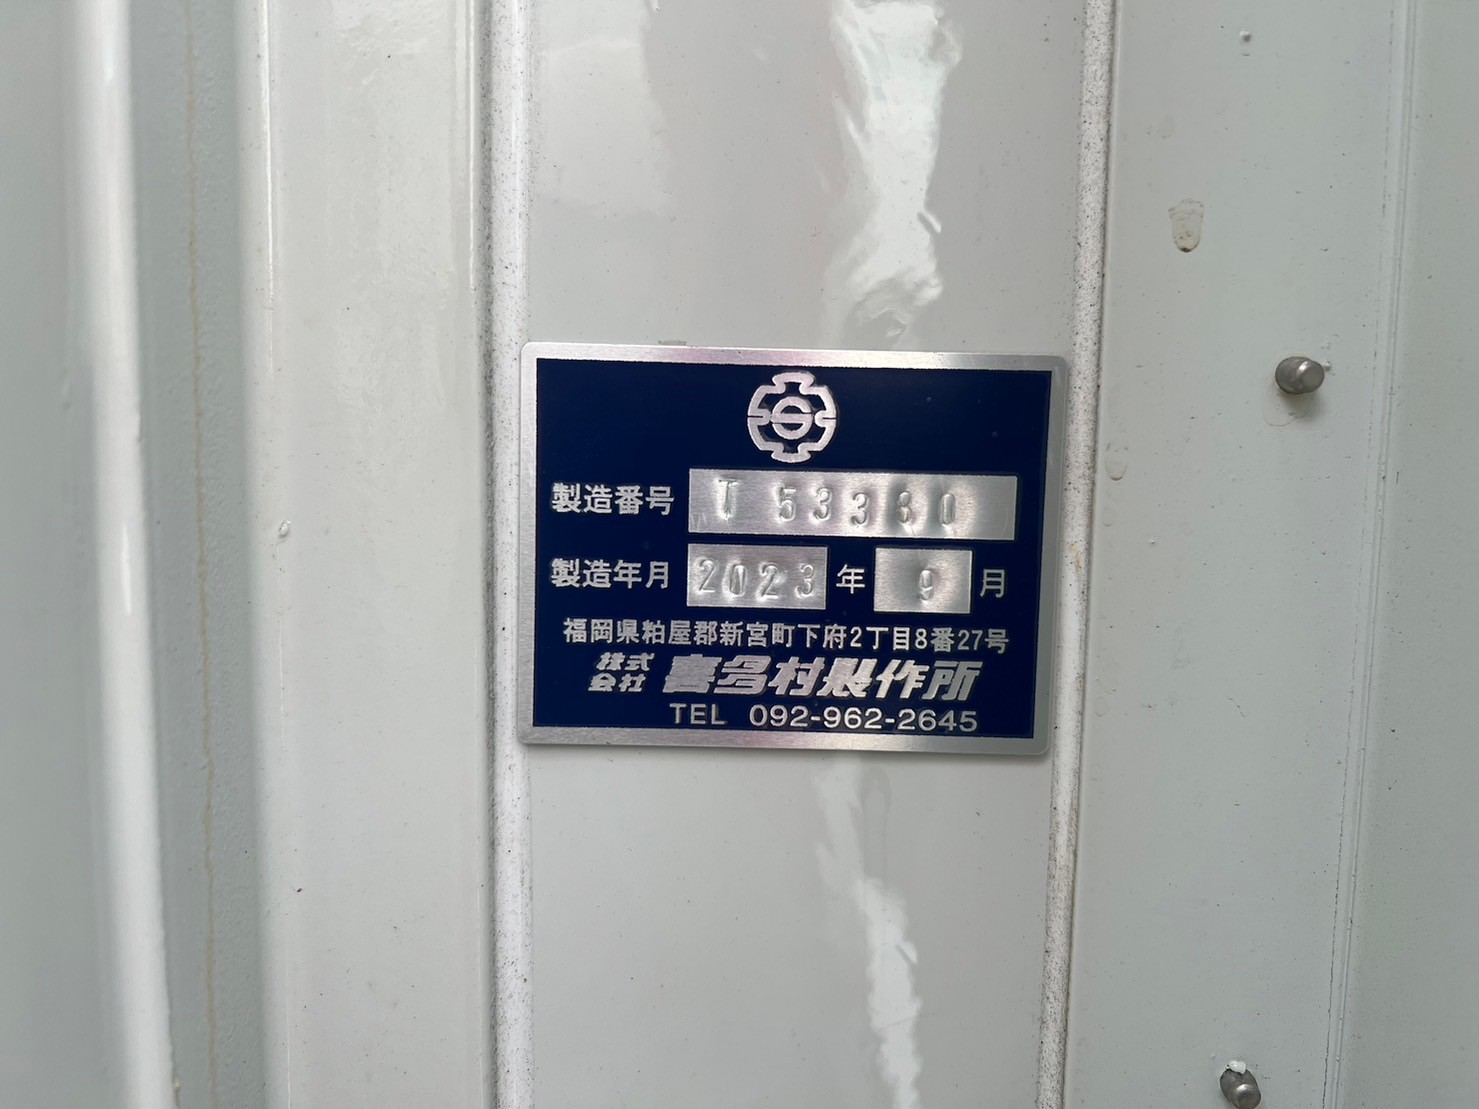 製造番号 T 53330
製造年月 2023 年 9 月
福岡県粕屋郡新宮町下府2丁目8番27号
株式会社 喜多村製作所
TEL 092-962-2645